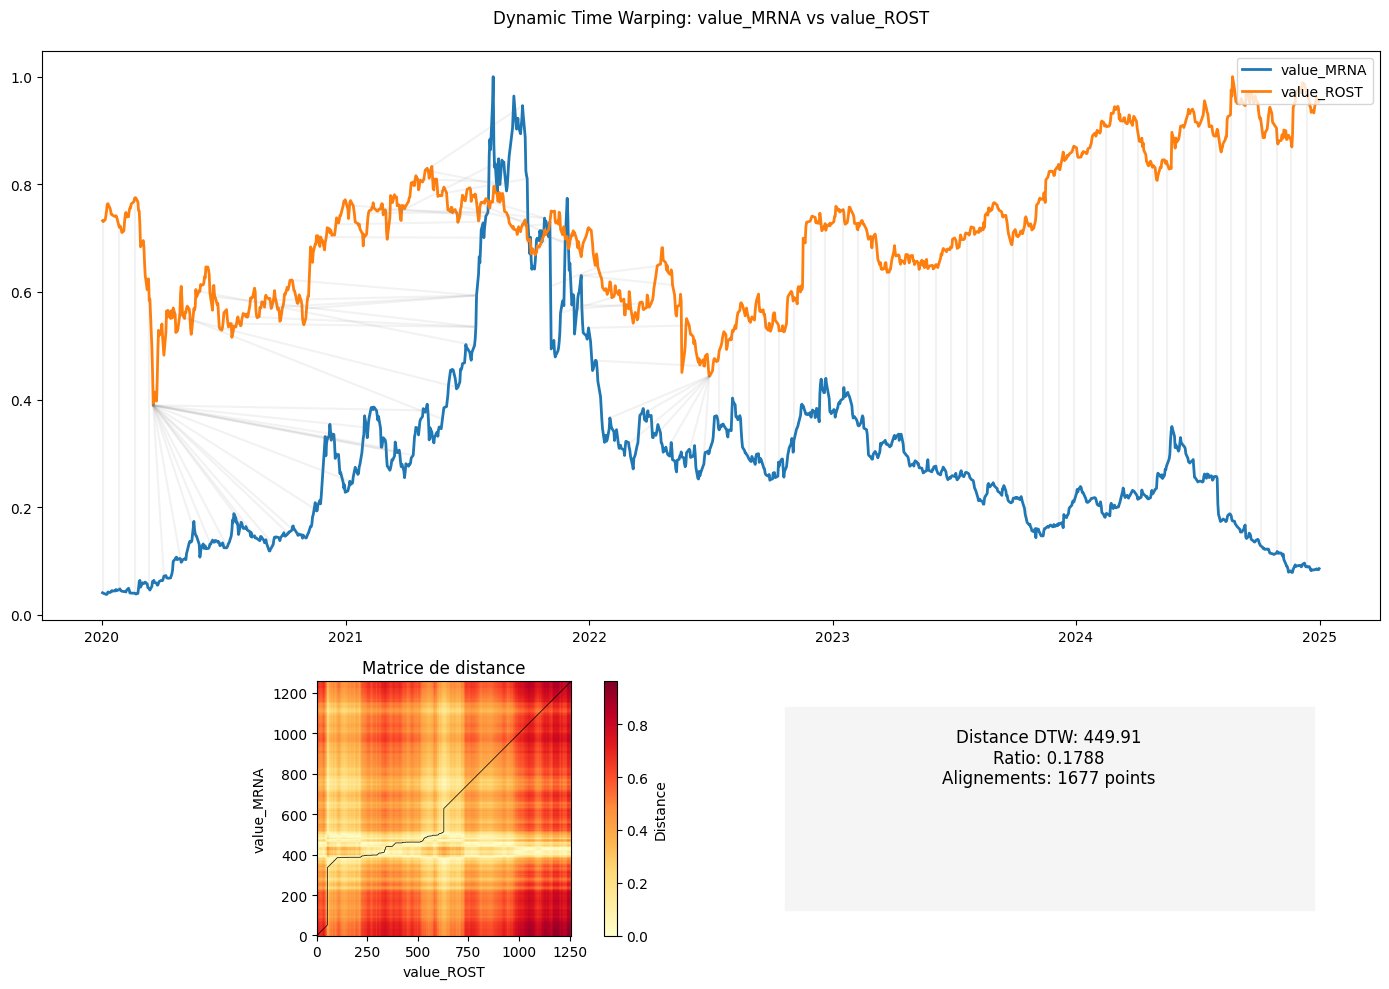 Dynamic Time Warping: value_MRNA vs value_ROST
value_MRNA
value_ROST
1.0
0.8
0.6
0.4
0.2
0.0
2020 2021 2022 2023 2024 2025
Matrice de distance
value_MRNA
1200
1000
800
600
400
200
0
0 250 500 750 1000 1250
value_ROST
0.8
0.6
0.4
0.2
0.0
Distance
Distance DTW: 449.91
Ratio: 0.1788
Alignements: 1677 points